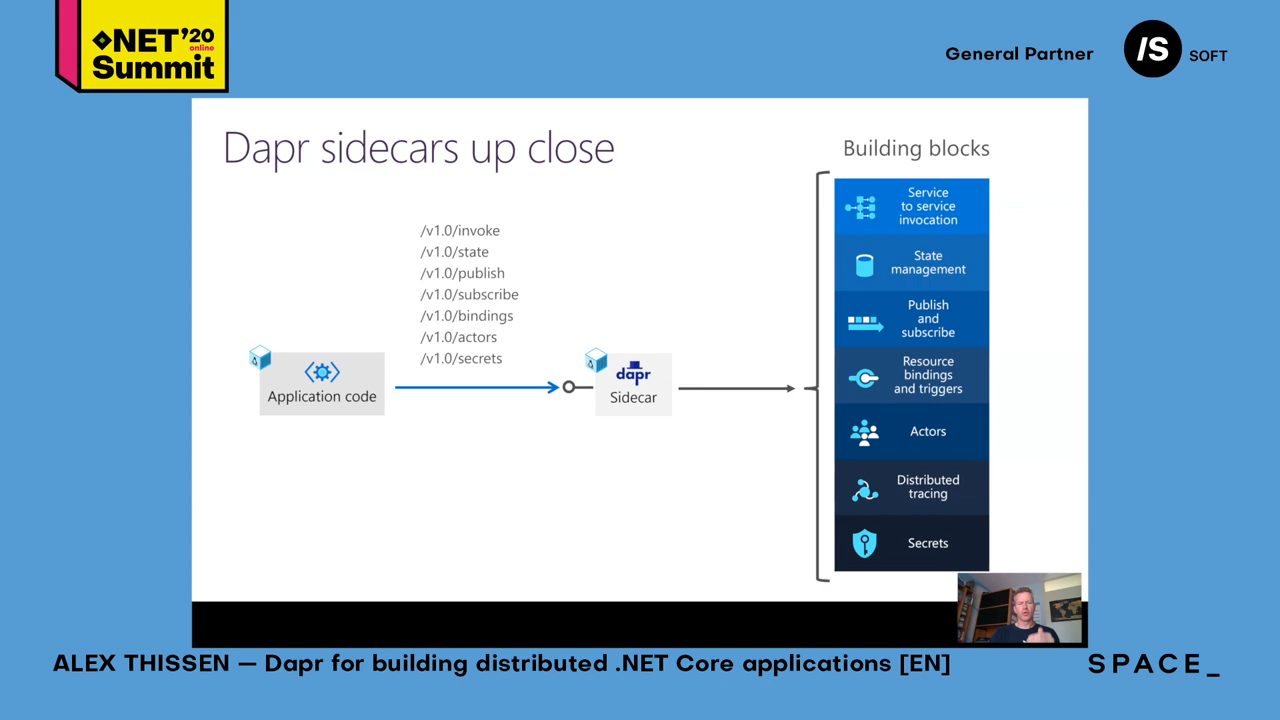 .NET'20
online
Summit
General Partner
/S
SOFT
Dapr sidecars up close
Building blocks
/v1.0/invoke
/v1.0/state
/v1.0/publish
/v1.0/subscribe
/v1.0/bindings
/v1.0/actors
/v1.0/secrets
Application code
dapr
Sidecar
Service
to service
invocation
State
management
Publish
and
subscribe
Resource
bindings
and triggers
Actors
Distributed
tracing
Secrets
ALEX THISSEN — Dapr for building distributed .NET Core applications [EN]
SPACE_